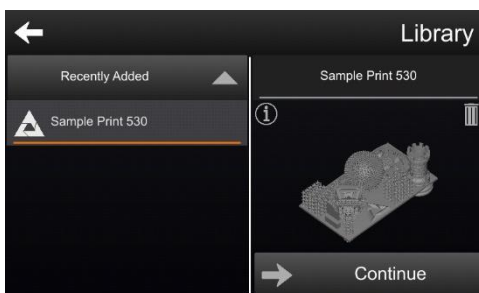 Library
Recently Added
Sample Print 530
Sample Print 530
Continue